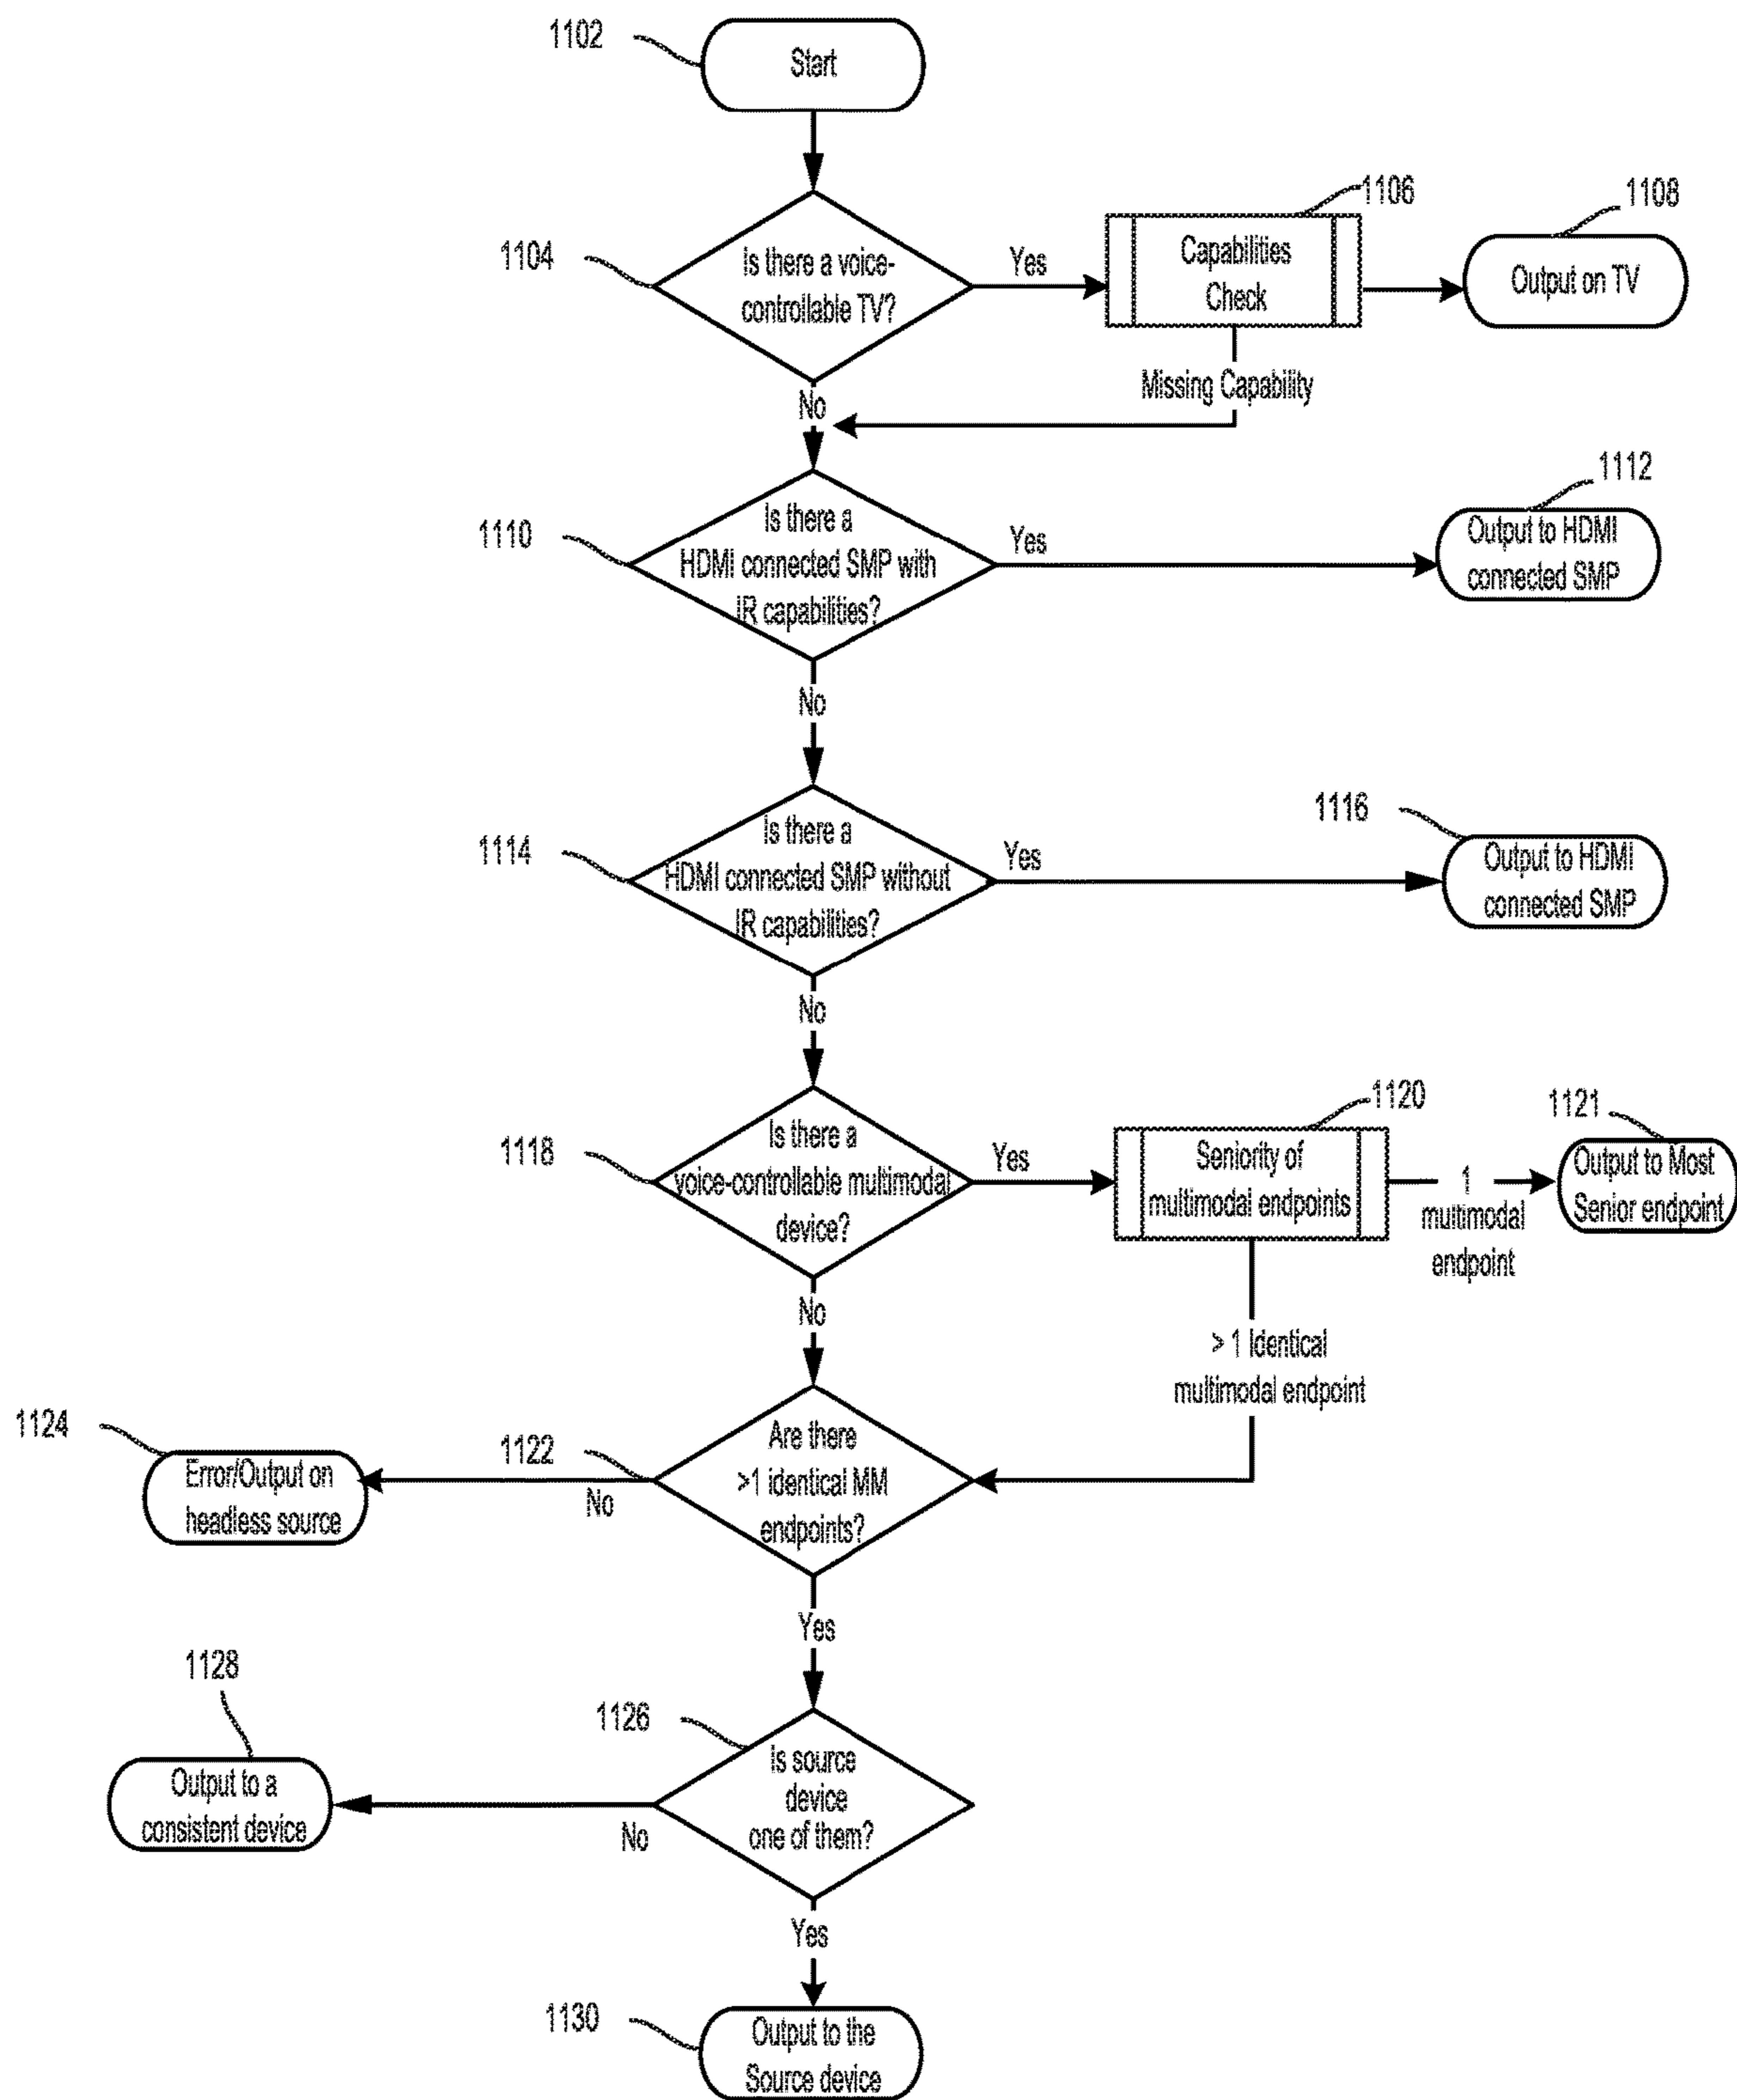 1102
Start
1104
Is there a voice-
controllable TV?
Yes
1106
Capabilities
Check
1108
Output on TV
Missing Capability
No
1110
Is there a
HDMI connected SMP with
IR capabilities?
Yes
1112
Output to HDMI
connected SMP
No
1114
Is there a
HDMI connected SMP without
IR capabilities?
Yes
1116
Output to HDMI
connected SMP
No
1118
Is there a
voice-controllable multimodal
device?
Yes
1120
Seniority of
multimodal endpoints
1
multimodal
endpoint
1121
Output to Most
Senior endpoint
No
> 1 Identical
multimodal endpoint
1122
Are there
>1 identical MM
endpoints?
No
1124
Error/Output on
headless source
Yes
1126
Is source
device
one of them?
No
1128
Output to a
consistent device
Yes
1130
Output to the
Source device